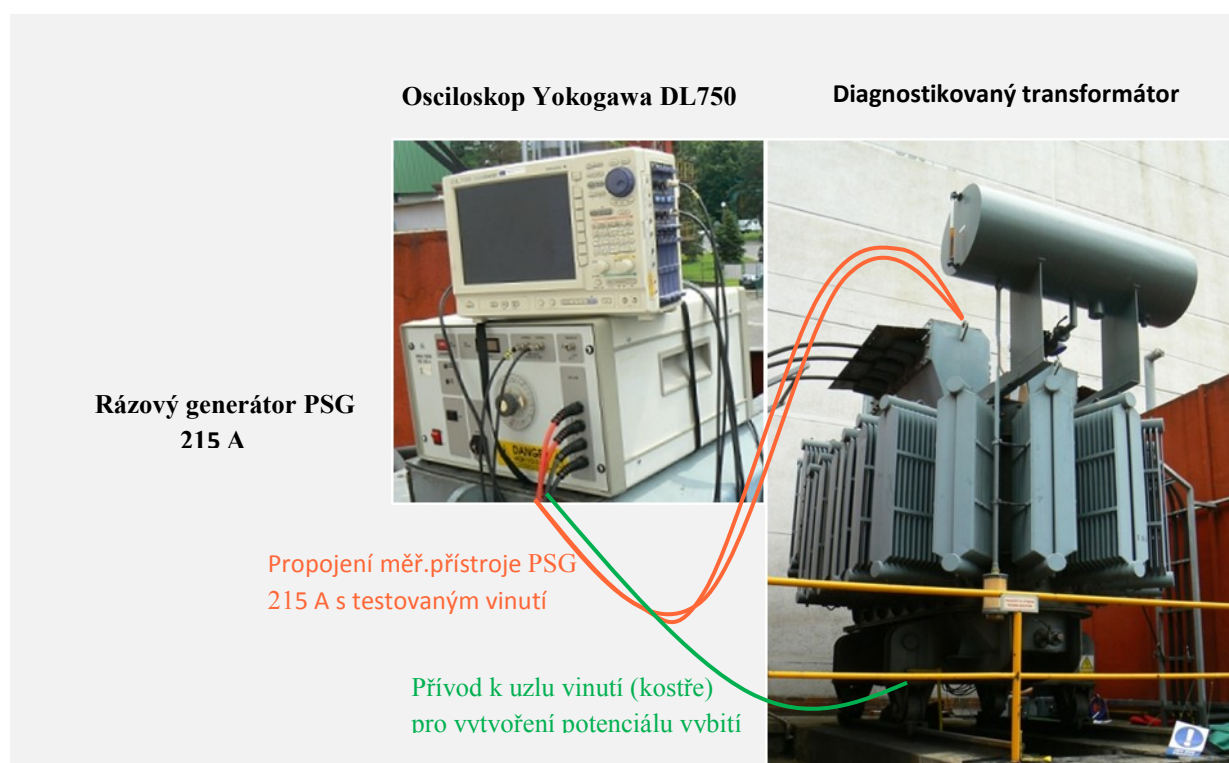 Osciloskop Yokogawa DL750
Diagnostikovaný transformátor
Rázový generátor PSG
215 A
DANGER
Propojení měř.přístroje PSG
215 A s testovaným vinutí
Přívod k uzlu vinutí (kostře)
pro vytvoření potenciálu vybití